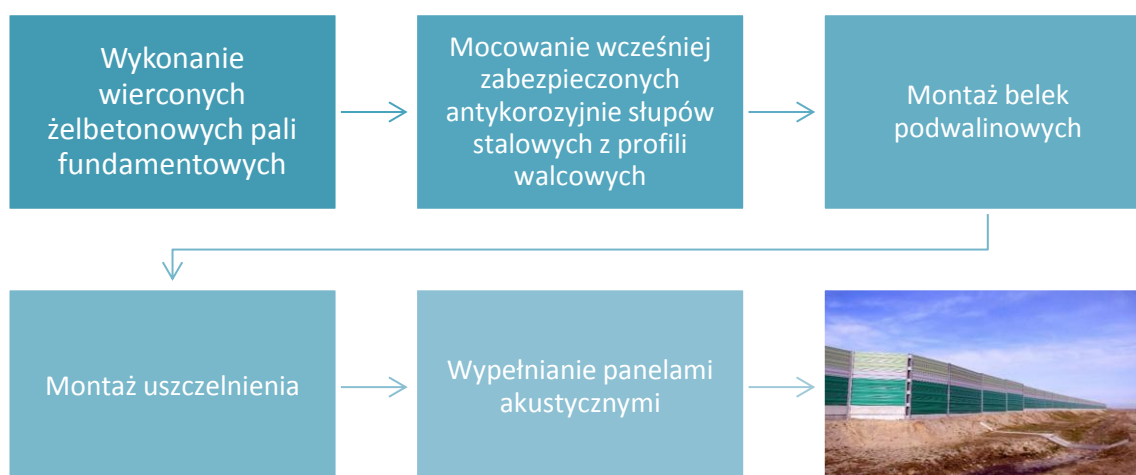 Wykonanie
wierconych
żelbetonowych pali
fundamentowych
Mocowanie wcześniej
zabezpieczonych
antykorozyjnie słupów
stalowych z profili
walcowych
Montaż belek
podwalinowych
Montaż uszczelnienia
Wypełnianie panelami
akustycznymi